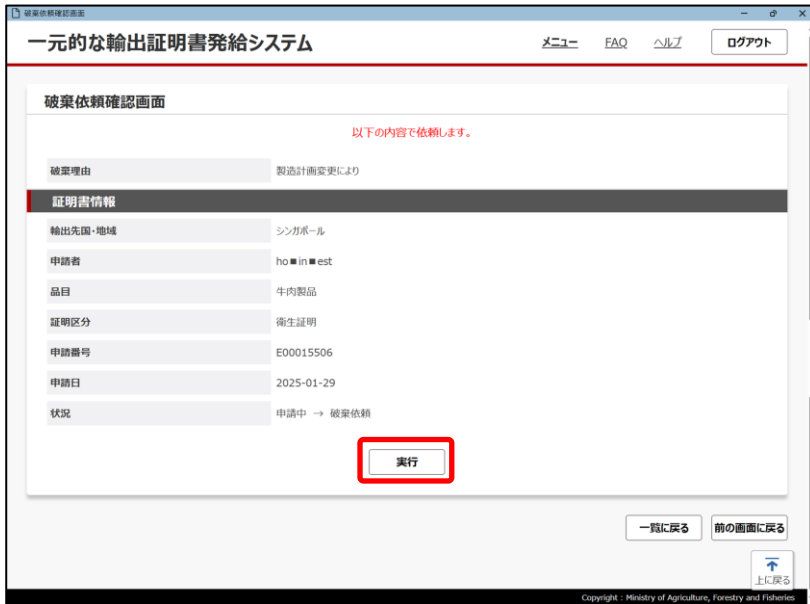 破棄依頼確認画面
一元的な輸出証明書発給システム メニュー FAQ ヘルプ ログアウト
破棄依頼確認画面
以下の内容で依頼します。
破棄理由 製造計画変更により
証明書情報
輸出先国・地域 シンガポール
申請者 ho■in■est
品目 牛肉製品
証明区分 衛生証明
申請番号 E00015506
申請日 2025-01-29
状況 申請中 → 破棄依頼
実行
一覧に戻る 前の画面に戻る
上に戻る
Copyright : Ministry of Agriculture, Forestry and Fisheries